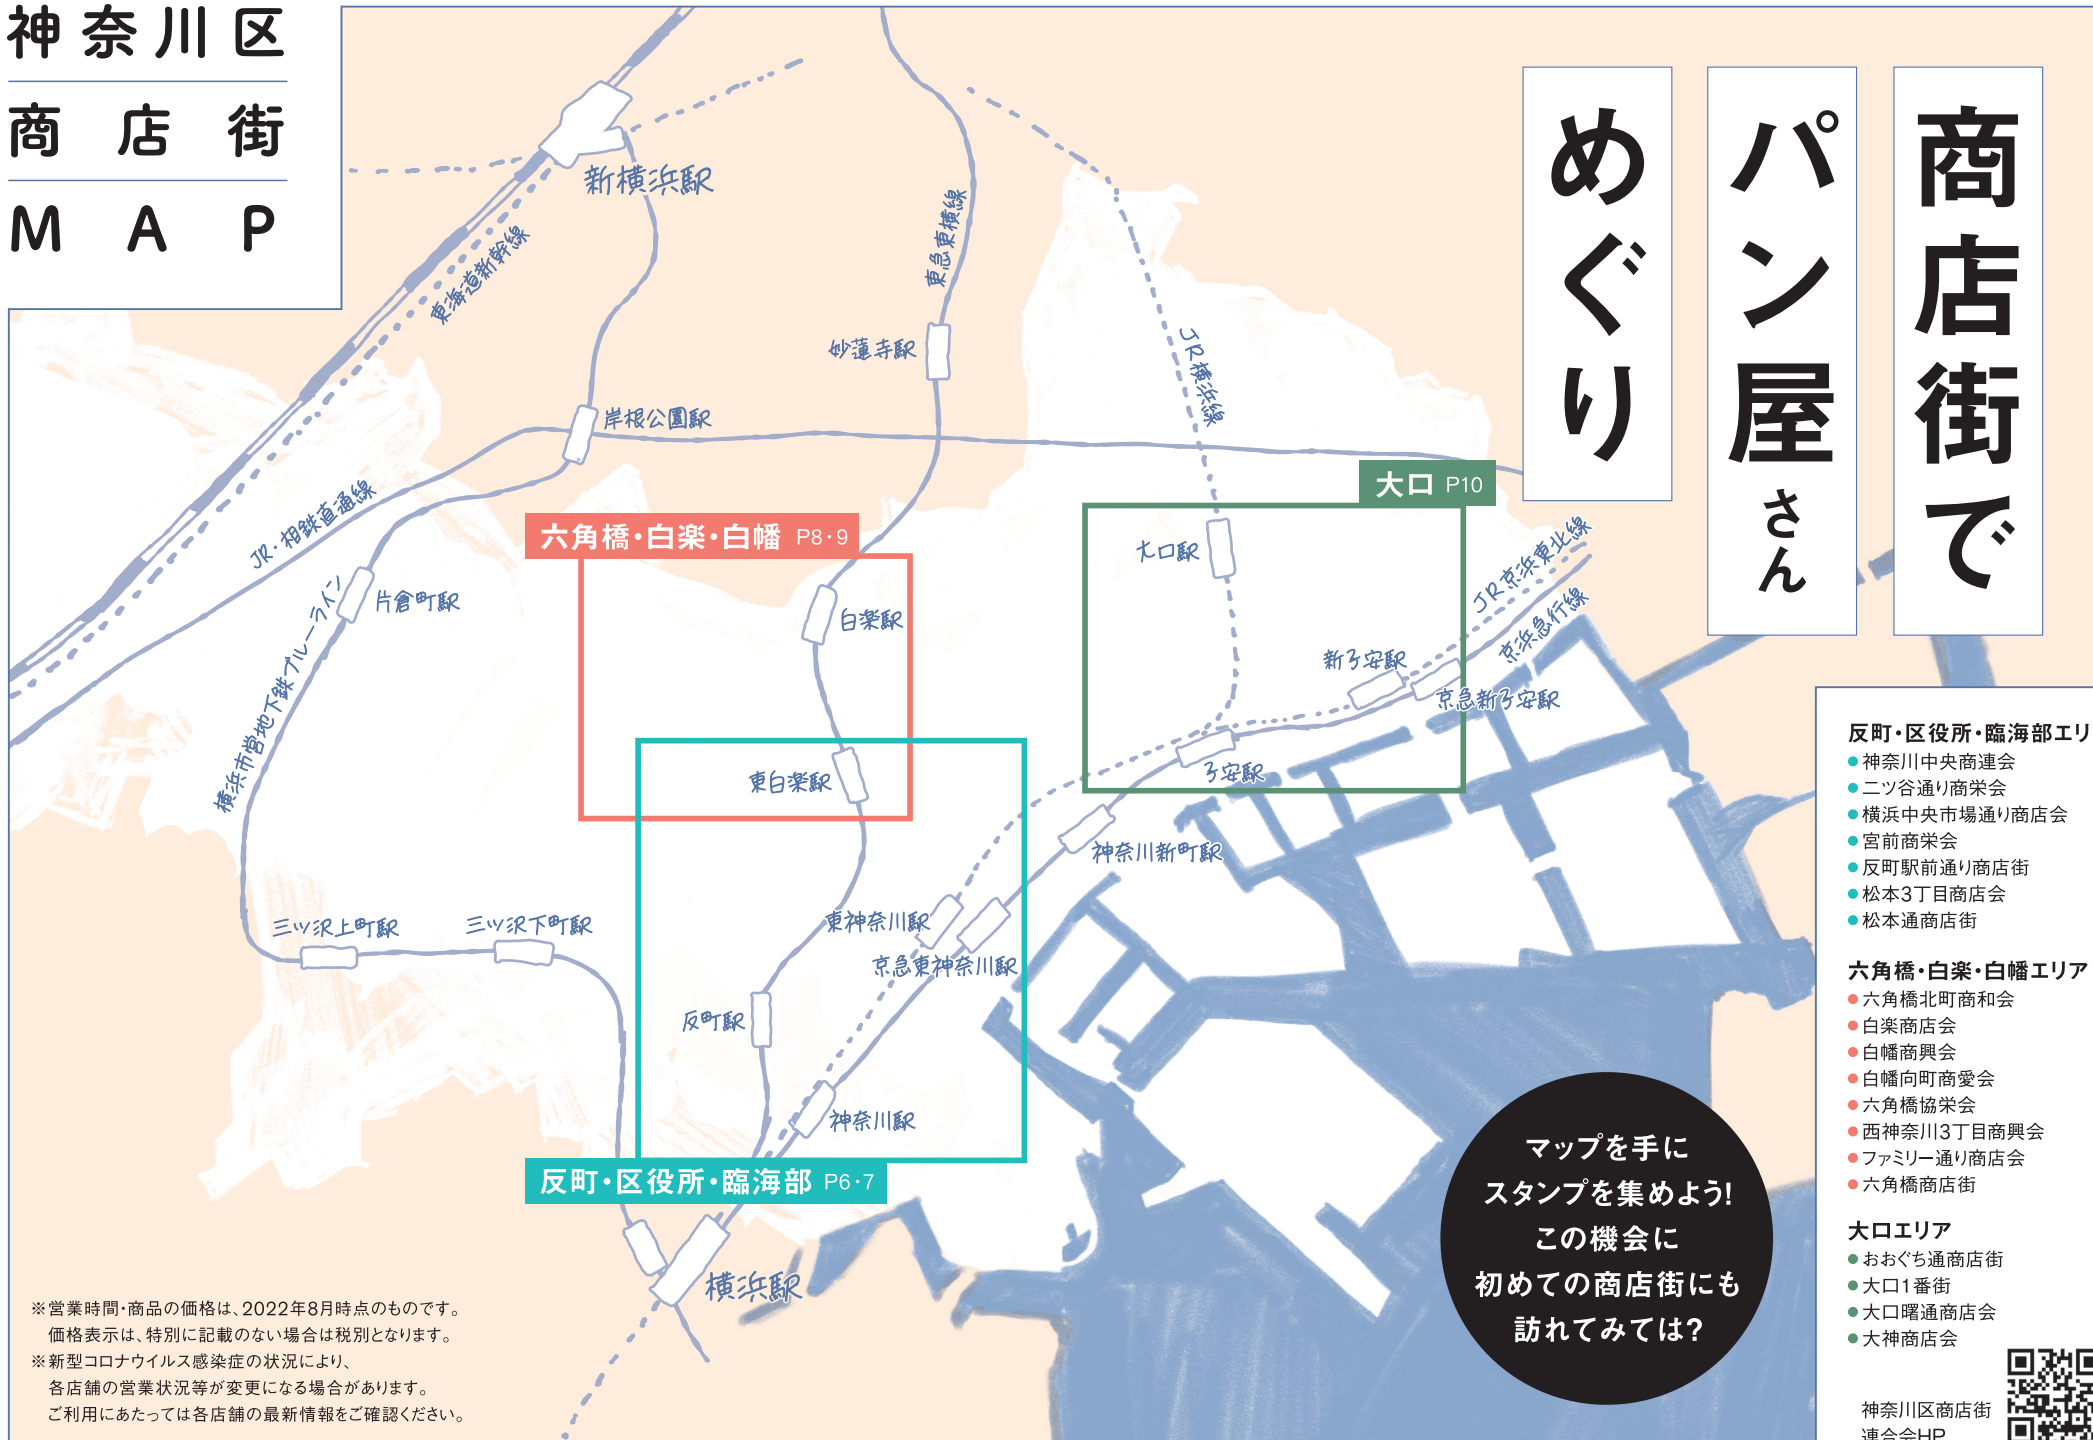 神奈川区
商店街
MAP
商店街で
パン屋さん
めぐり
新横浜駅
東海道新幹線
東急東横線
妙蓮寺駅
JR横浜線
岸根公園駅
JR・相鉄直通線
大口 P10
六角橋・白楽・白幡 P8・9
大口駅
JR京浜東北線
京浜急行線
片倉町駅
白楽駅
横浜市営地下鉄ブルーライン
新子安駅
京急新子安駅
東白楽駅
子安駅
神奈川新町駅
三ツ沢上町駅
三ツ沢下町駅
東神奈川駅
京急東神奈川駅
反町駅
神奈川駅
反町・区役所・臨海部 P6・7
横浜駅
マップを手に
スタンプを集めよう!
この機会に
初めての商店街にも
訪れてみては?
反町・区役所・臨海部エリ
●神奈川中央商連会
●二ツ谷通り商栄会
●横浜中央市場通り商店会
●宮前商栄会
●反町駅前通り商店街
●松本3丁目商店会
●松本通商店街
六角橋・白楽・白幡エリア
●六角橋北町商和会
●白楽商店会
●白幡商興会
●白幡向町商愛会
●六角橋協栄会
●西神奈川3丁目商興会
●ファミリー通り商店会
●六角橋商店街
大口エリア
●おおぐち通商店街
●大口1番街
●大口曙通商店会
●大神商店会
神奈川区商店街
連合会HP
※営業時間・商品の価格は、2022年8月時点のものです。
価格表示は、特別に記載のない場合は税別となります。
※新型コロナウイルス感染症の状況により、
各店舗の営業状況等が変更になる場合があります。
ご利用にあたっては各店舗の最新情報をご確認ください。